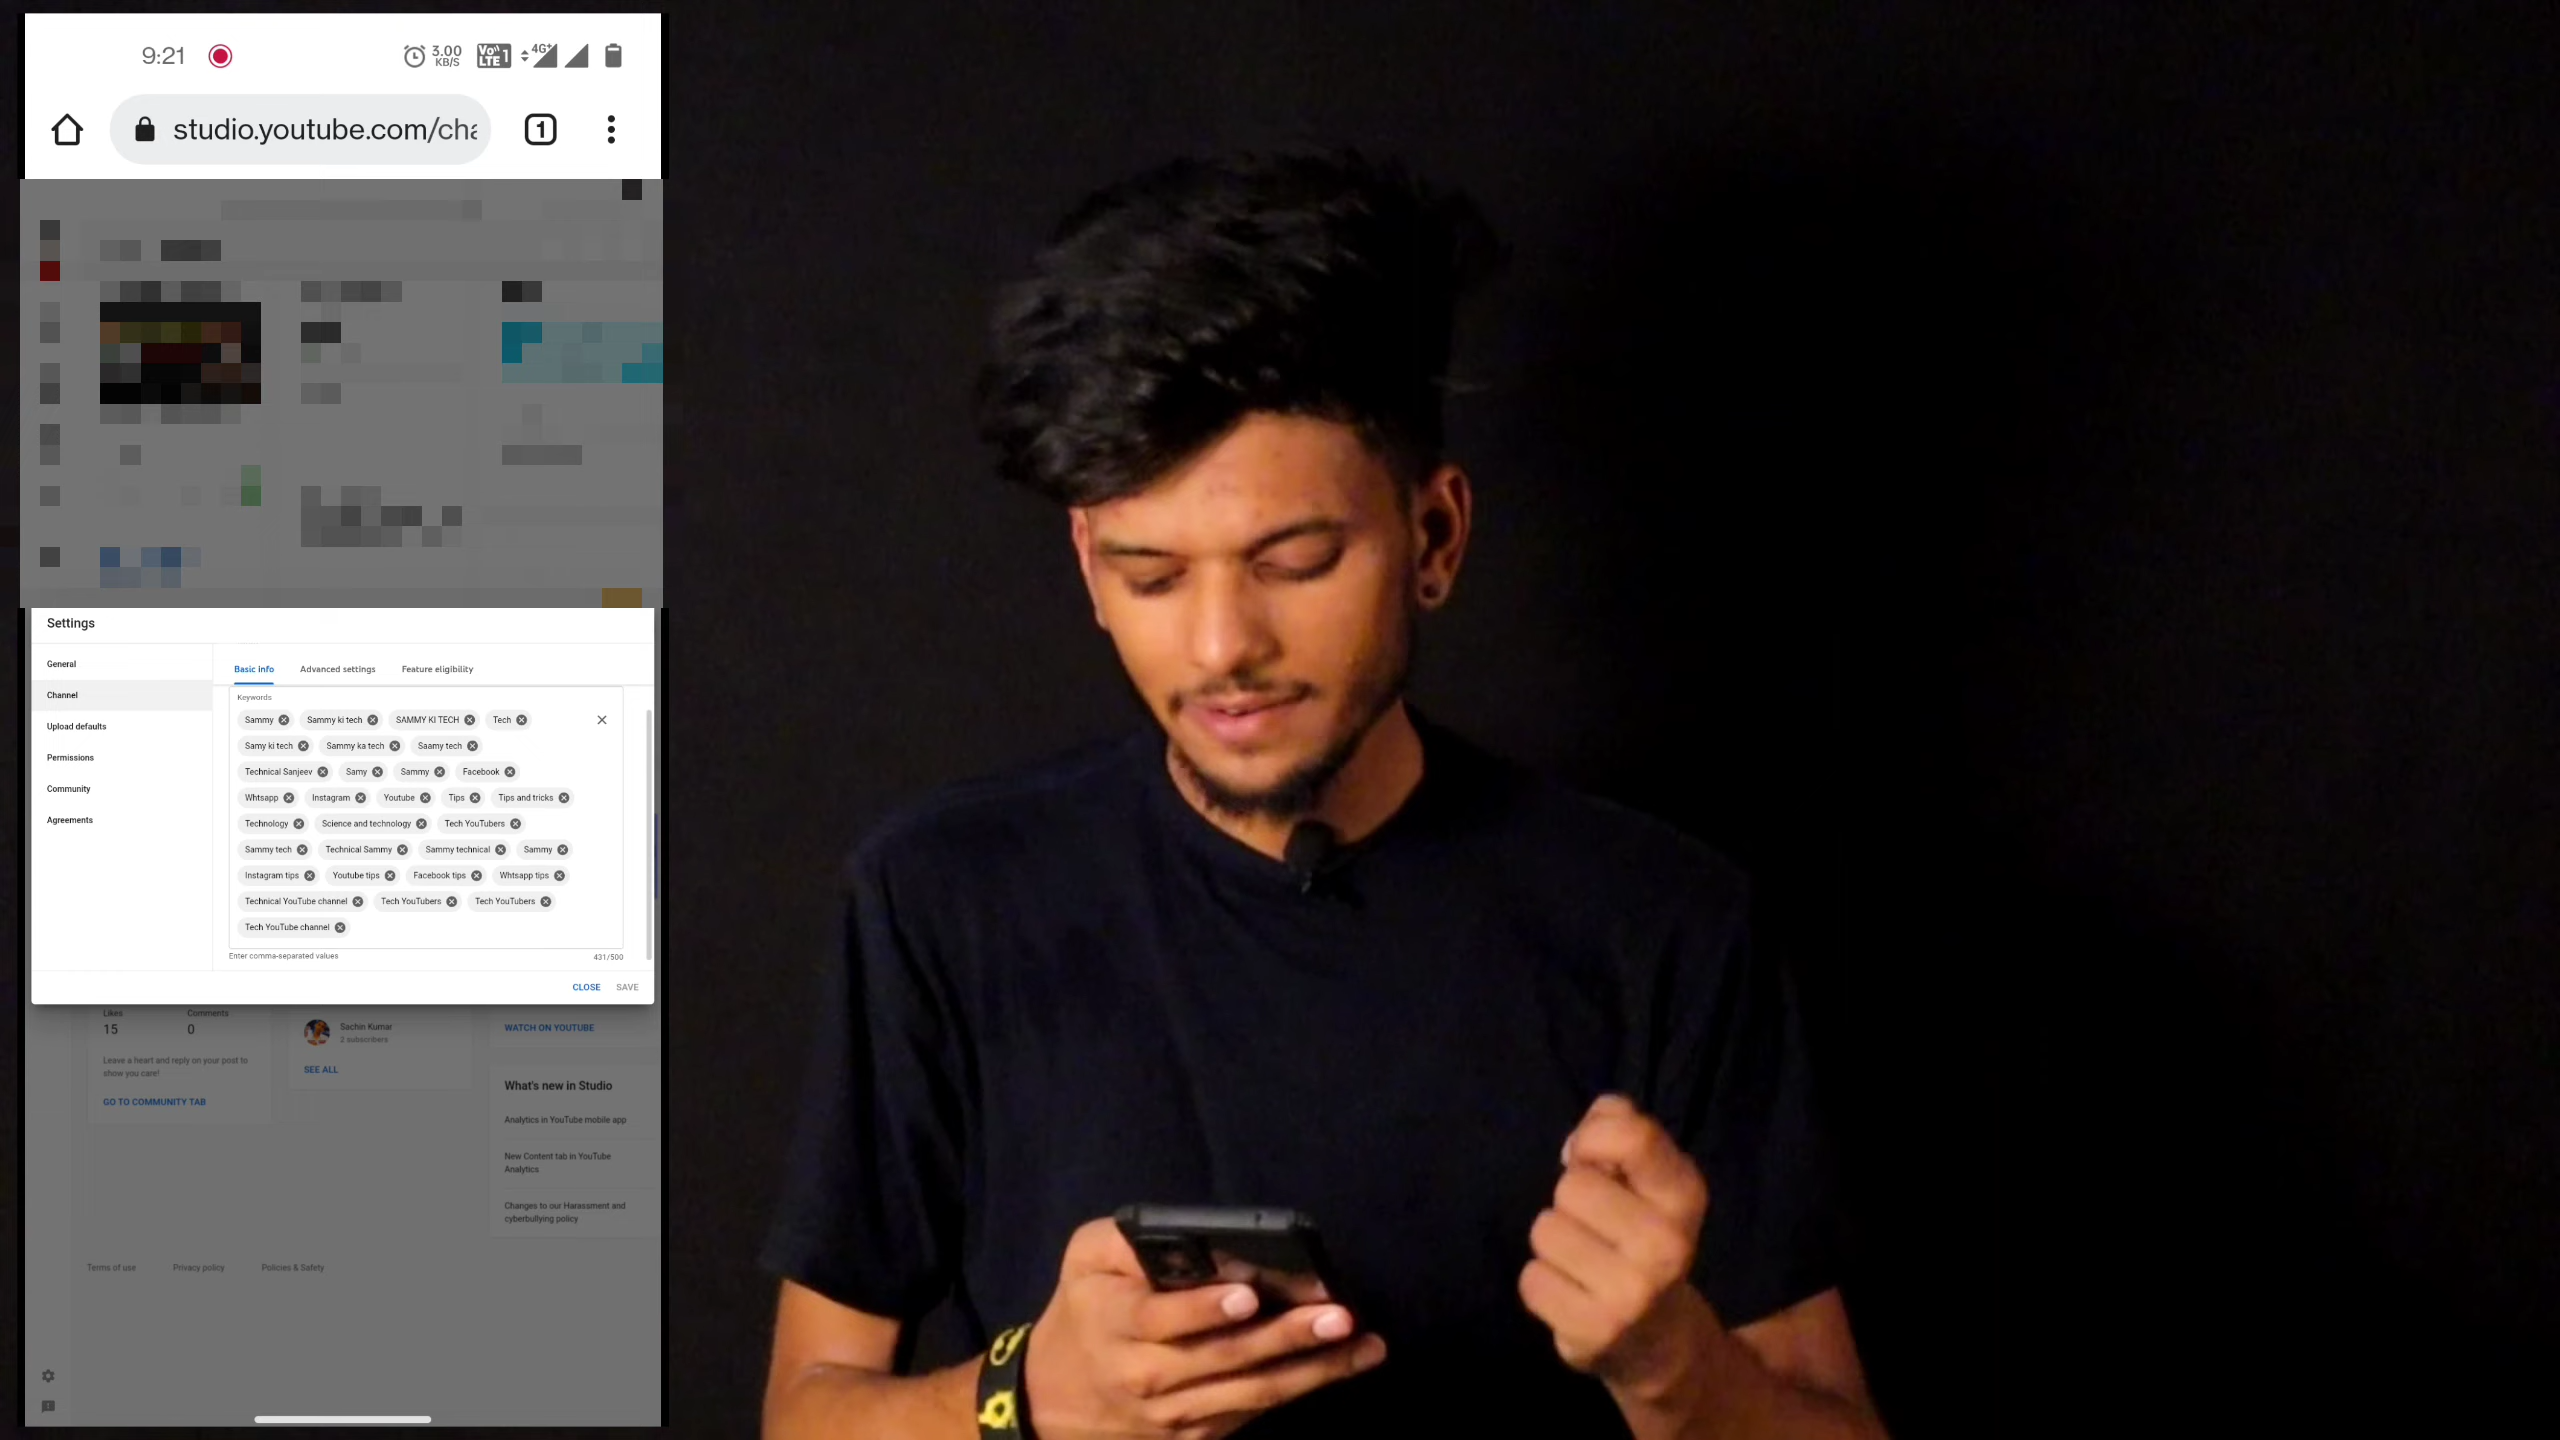 9:21
3.00
KB/S
Vo))
LTE 1
4G+
studio.youtube.com/cha
1
Settings
General
Channel
Upload defaults
Permissions
Community
Agreements
Basic info Advanced settings Feature eligibility
Keywords
Sammy Sammy ki tech SAMMY KI TECH Tech
Samy ki tech Sammy ka tech Saamy tech
Technical Sanjeev Samy Sammy Facebook
Whtsapp Instagram Youtube Tips Tips and tricks
Technology Science and technology Tech YouTubers
Sammy tech Technical Sammy Sammy technical Sammy
Instagram tips Youtube tips Facebook tips Whtsapp tips
Technical YouTube channel Tech YouTubers Tech YouTubers
Tech YouTube channel
Enter comma-separated values 431/500
CLOSE SAVE
Likes Comments
15 0
Leave a heart and reply on your post to
show you care!
GO TO COMMUNITY TAB
Sachin Kumar
2 subscribers
SEE ALL
WATCH ON YOUTUBE
What's new in Studio
Analytics in YouTube mobile app
New Content tab in YouTube
Analytics
Changes to our Harassment and
cyberbullying policy
Terms of use Privacy policy Policies & Safety